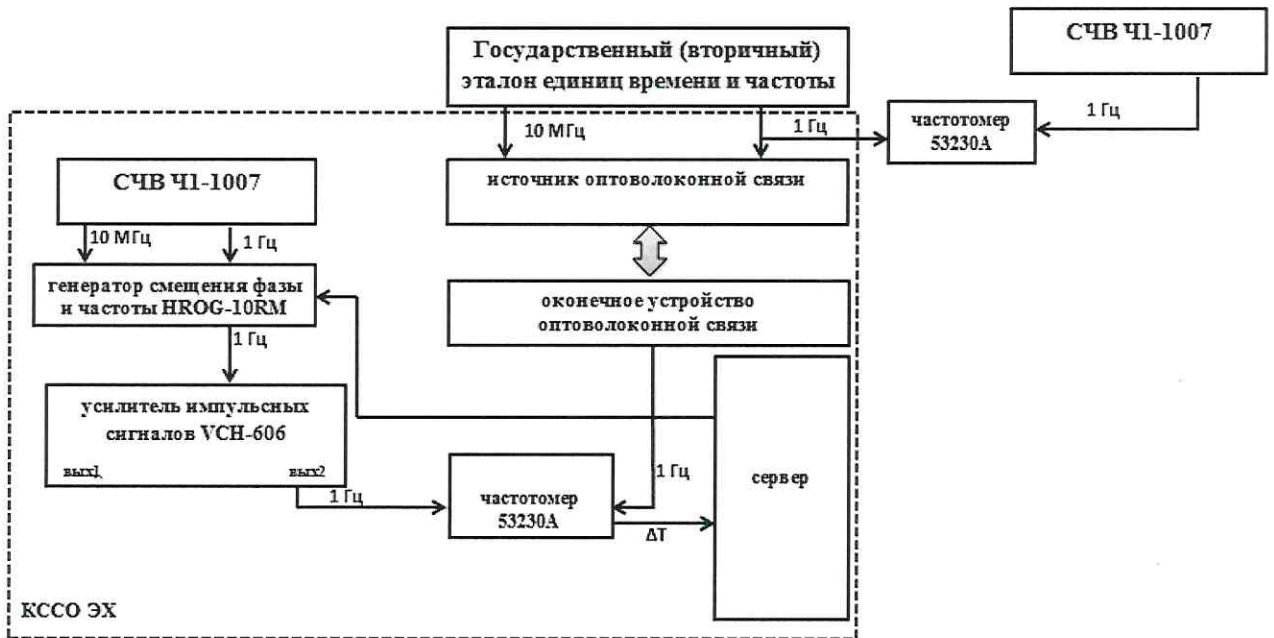 СЧВ Ч1-1007
Государственный (вторичный)
эталон единиц времени и частоты
10 МГц
1 Гц
частотомер
53230А
1 Гц
СЧВ Ч1-1007
источник оптоволоконной связи
10 МГц
1 Гц
генератор смещения фазы
и частоты HROG-10RM
оконечное устройство
оптоволоконной связи
1 Гц
усилитель импульсных
сигналов VCH-606
вых1,
вых2
1 Гц
1 Гц
частотомер
53230А
ΔТ
сервер
КССО ЭХ